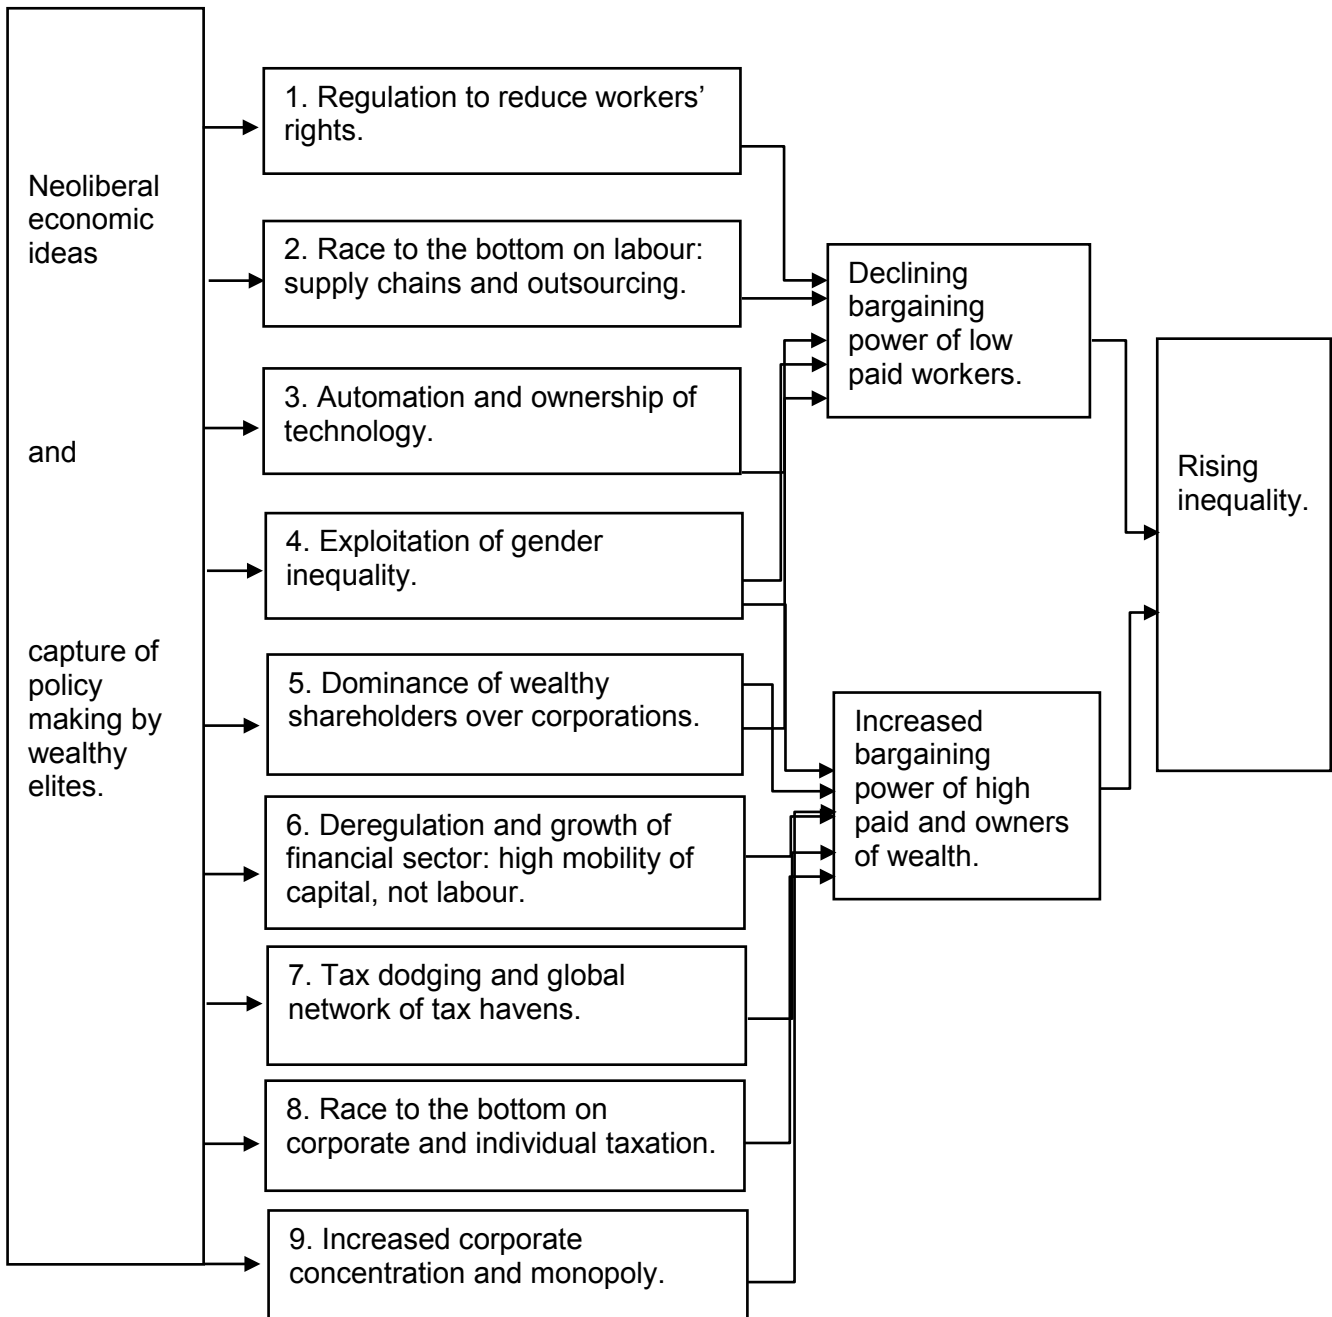 Neoliberal
economic
ideas
and
capture of
policy
making by
wealthy
elites.
1. Regulation to reduce workers’
rights.
2. Race to the bottom on labour:
supply chains and outsourcing.
3. Automation and ownership of
technology.
4. Exploitation of gender
inequality.
5. Dominance of wealthy
shareholders over corporations.
6. Deregulation and growth of
financial sector: high mobility of
capital, not labour.
7. Tax dodging and global
network of tax havens.
8. Race to the bottom on
corporate and individual taxation.
9. Increased corporate
concentration and monopoly.
Declining
bargaining
power of low
paid workers.
Increased
bargaining
power of high
paid and owners
of wealth.
Rising
inequality.